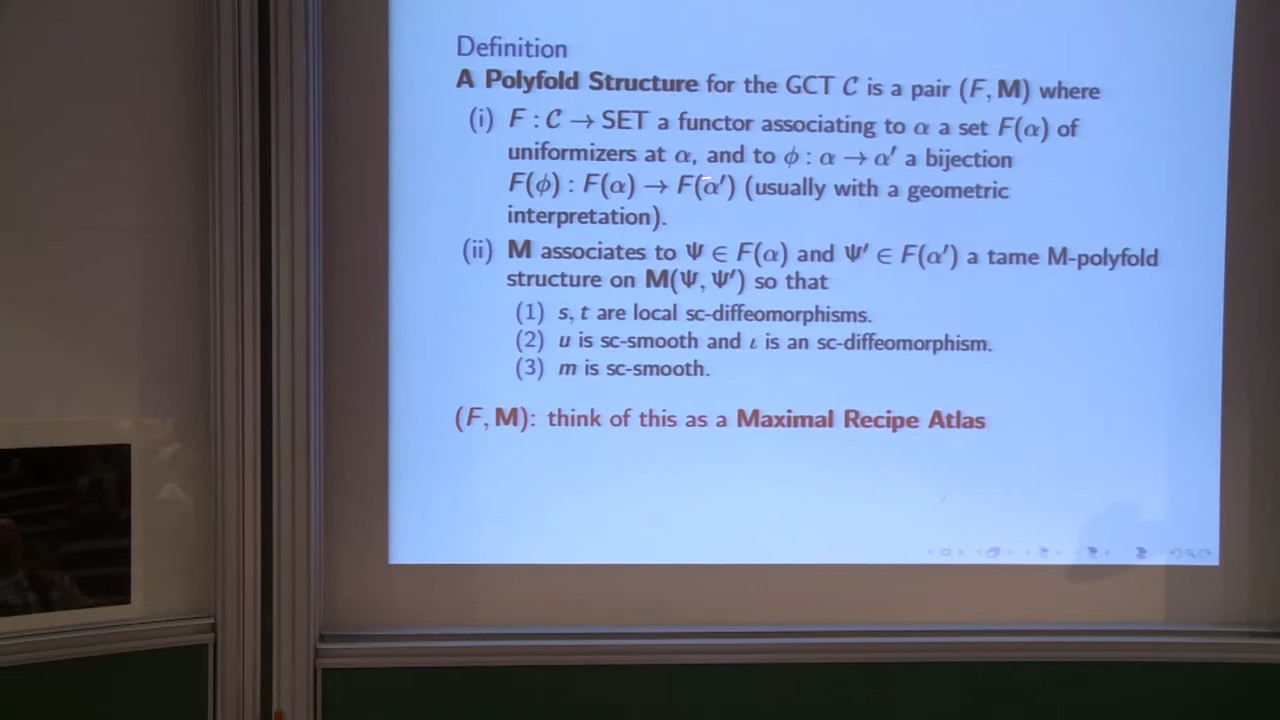 Definition
A Polyfold Structure for the GCT 𝒞 is a pair (F, M) where
(i) F : 𝒞 → SET a functor associating to α a set F(α) of
uniformizers at α, and to ϕ : α → α′ a bijection
F(ϕ) : F(α) → F(α′) (usually with a geometric
interpretation).
(ii) M associates to Ψ ∈ F(α) and Ψ′ ∈ F(α′) a tame M-polyfold
structure on M(Ψ, Ψ′) so that
(1) s, t are local sc-diffeomorphisms.
(2) u is sc-smooth and ι is an sc-diffeomorphism.
(3) m is sc-smooth.
(F, M): think of this as a Maximal Recipe Atlas